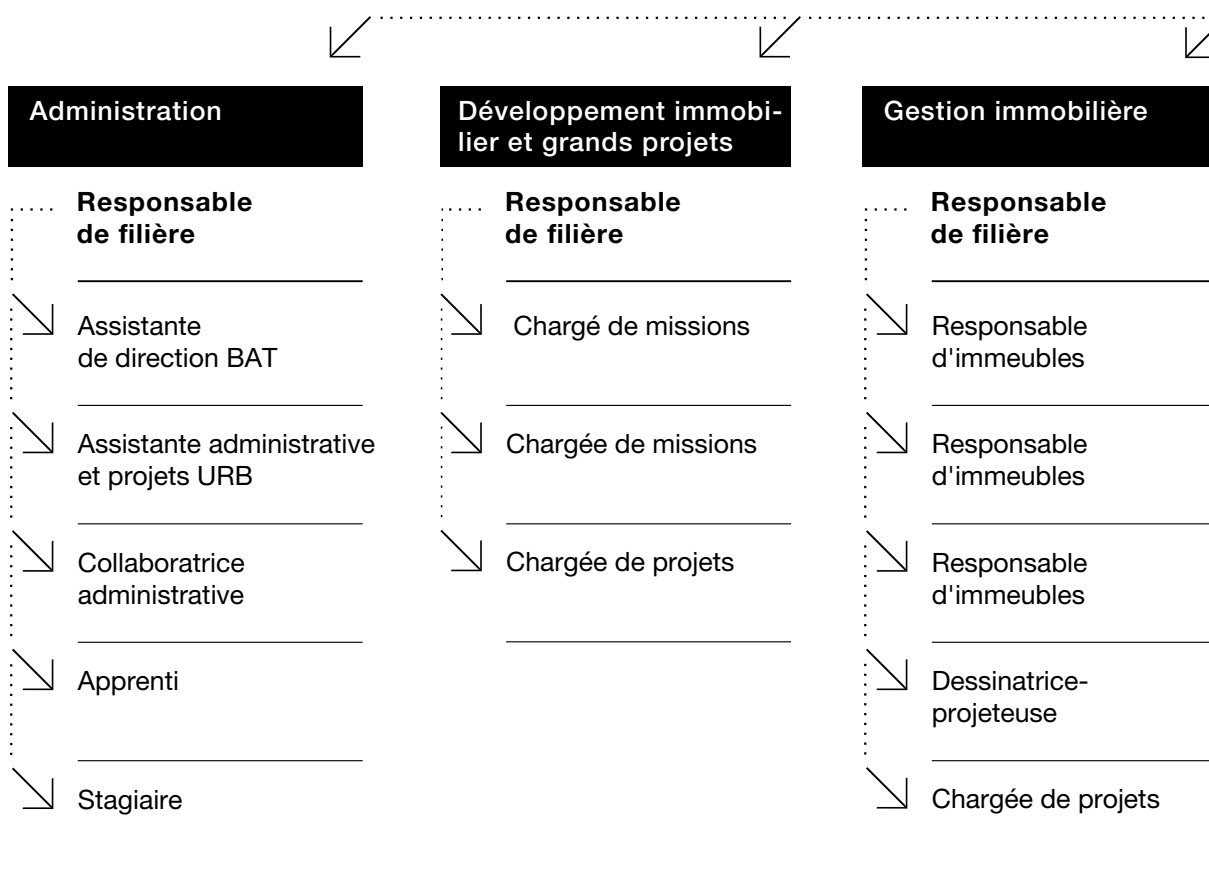 Administration
Responsable
de filière
Assistante
de direction BAT
Assistante administrative
et projets URB
Collaboratrice
administrative
Apprenti
Stagiaire
Développement immobi-
lier et grands projets
Responsable
de filière
Chargé de missions
Chargée de missions
Chargée de projets
Gestion immobilière
Responsable
de filière
Responsable
d'immeubles
Responsable
d'immeubles
Responsable
d'immeubles
Dessinatrice-
projeteuse
Chargée de projets